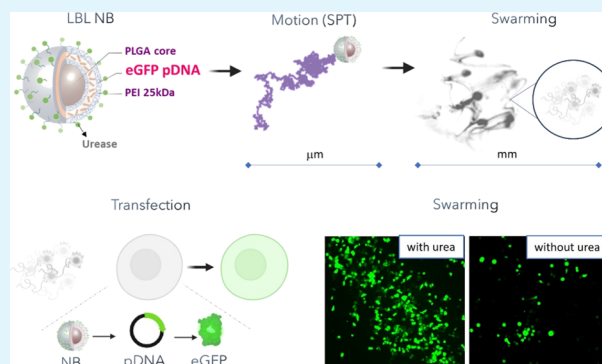 LBL NB
Motion (SPT)
Swarming
PLGA core
eGFP pDNA
PEI 25kDa
Urease
μm
mm
Transfection
Swarming
with urea
without urea
NB
pDNA
eGFP